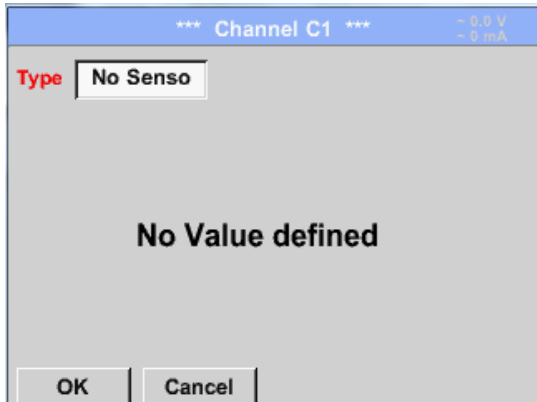 *** Channel C1 ***
~ 0.0 V
~ 0 mA
Type No Senso
No Value defined
OK Cancel